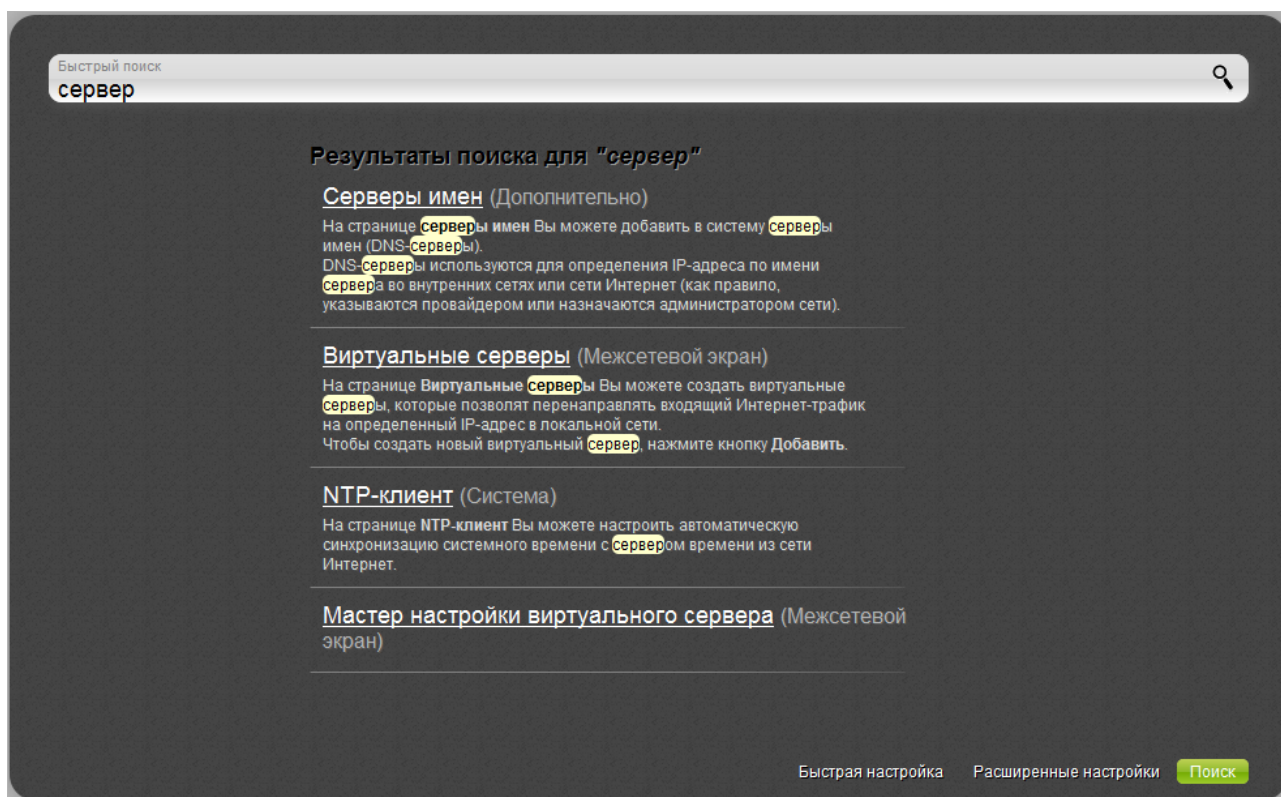 Быстрый поиск
сервер
Результаты поиска для "сервер"
Серверы имен (Дополнительно)
На странице серверы имен Вы можете добавить в систему серверы
имен (DNS-серверы).
DNS-серверы используются для определения IP-адреса по имени
сервера во внутренних сетях или сети Интернет (как правило,
указываются провайдером или назначаются администратором сети).
Виртуальные серверы (Межсетевой экран)
На странице Виртуальные серверы Вы можете создать виртуальные
серверы, которые позволят перенаправлять входящий Интернет-трафик
на определенный IP-адрес в локальной сети.
Чтобы создать новый виртуальный сервер, нажмите кнопку Добавить.
NTP-клиент (Система)
На странице NTP-клиент Вы можете настроить автоматическую
синхронизацию системного времени с сервером времени из сети
Интернет.
Мастер настройки виртуального сервера (Межсетевой
экран)
Быстрая настройка Расширенные настройки Поиск